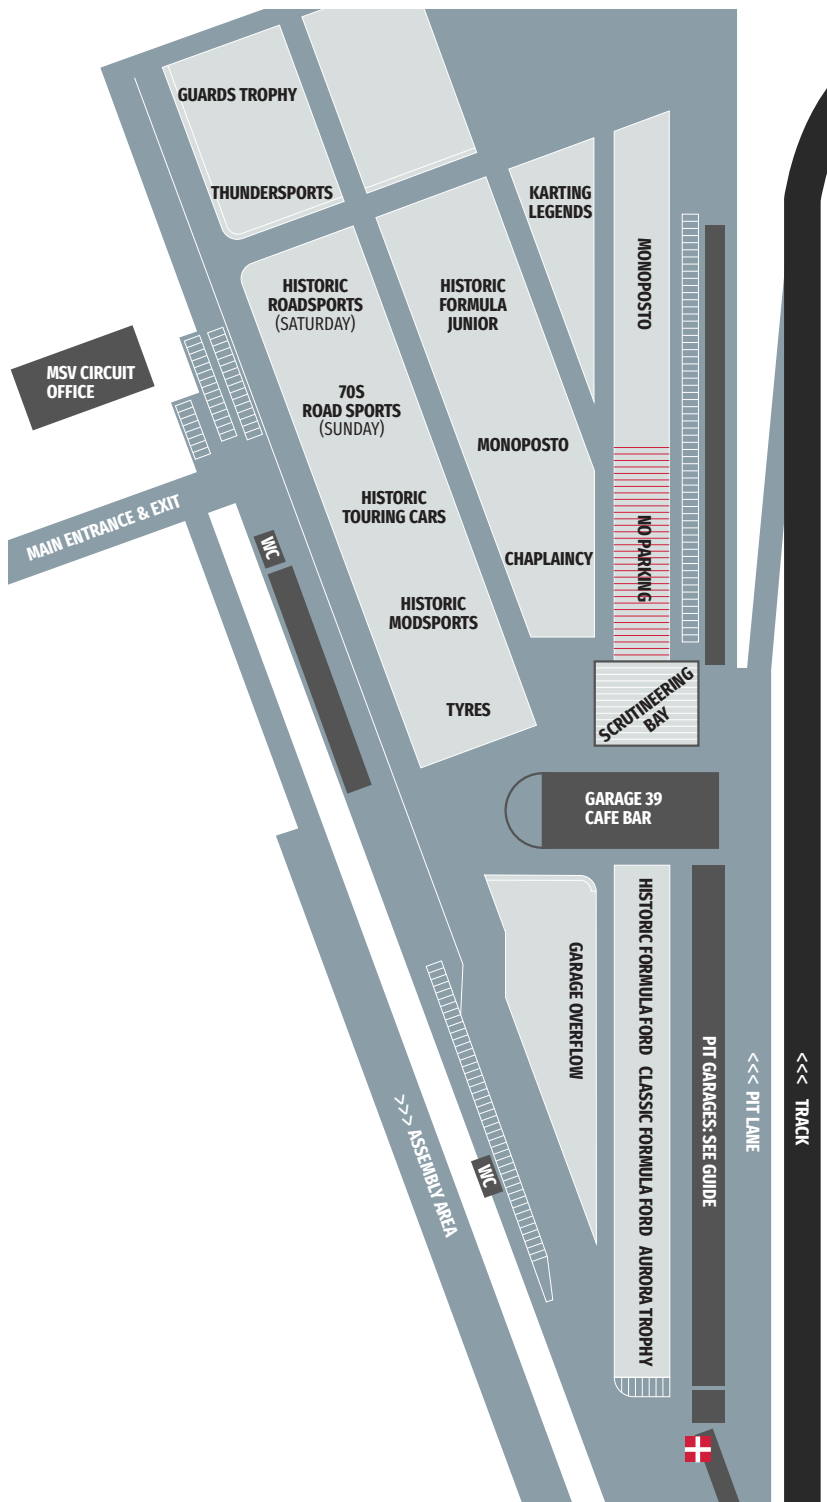 GUARDS TROPHY
THUNDERSPORTS
KARTING
LEGENDS
MONOPOSTO
HISTORIC
ROADSPORTS
(SATURDAY)
HISTORIC
FORMULA
JUNIOR
MSV CIRCUIT
OFFICE
70S
ROAD SPORTS
(SUNDAY)
MONOPOSTO
HISTORIC
TOURING CARS
MAIN ENTRANCE & EXIT
WC
CHAPLAINCY
NO PARKING
HISTORIC
MODSPORTS
TYRES
SCRUTINEERING
BAY
GARAGE 39
CAFE BAR
GARAGE OVERFLOW
HISTORIC FORMULA FORD CLASSIC FORMULA FORD AURORA TROPHY
PIT GARAGES: SEE GUIDE
<<< PIT LANE
<<< TRACK
>>> ASSEMBLY AREA
WC